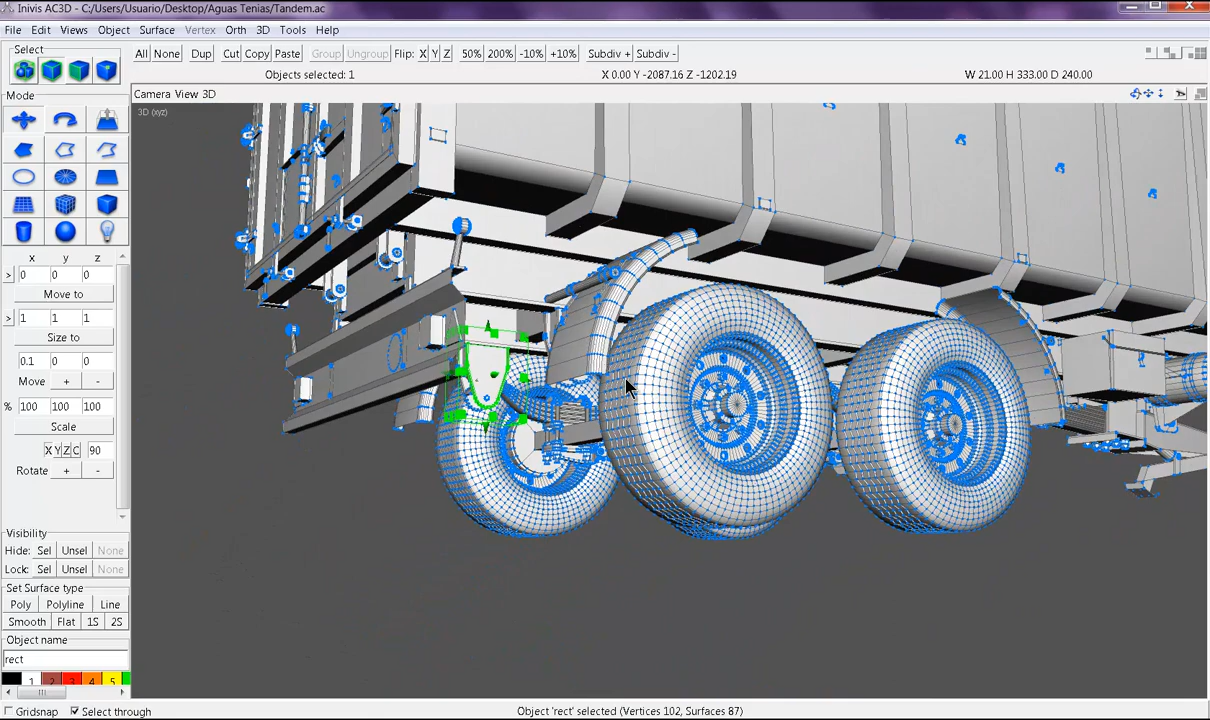 Inivis AC3D - C:/Users/Usuario/Desktop/Aguas Tenias/Tandem.ac
File Edit Views Object Surface Vertex Orth 3D Tools Help
Select
All None Dup Cut Copy Paste Group Ungroup Flip: X Y Z 50% 200% -10% +10% Subdiv + Subdiv -
Objects selected: 1 X 0.00 Y -2087.16 Z -1202.19 W 21.00 H 333.00 D 240.00
Mode
Camera View 3D
3D (xyz)
x y z
> 0 0 0
Move to
> 1 1 1
Size to
0.1 0 0
Move + -
% 100 100 100
Scale
X Y Z C 90
Rotate + -
Visibility
Hide: Sel Unsel None
Lock: Sel Unsel None
Set Surface type
Poly Polyline Line
Smooth Flat 1S 2S
Object name
rect
1 2 3 4 5
Gridsnap Select through Object 'rect' selected (Vertices 102, Surfaces 87)